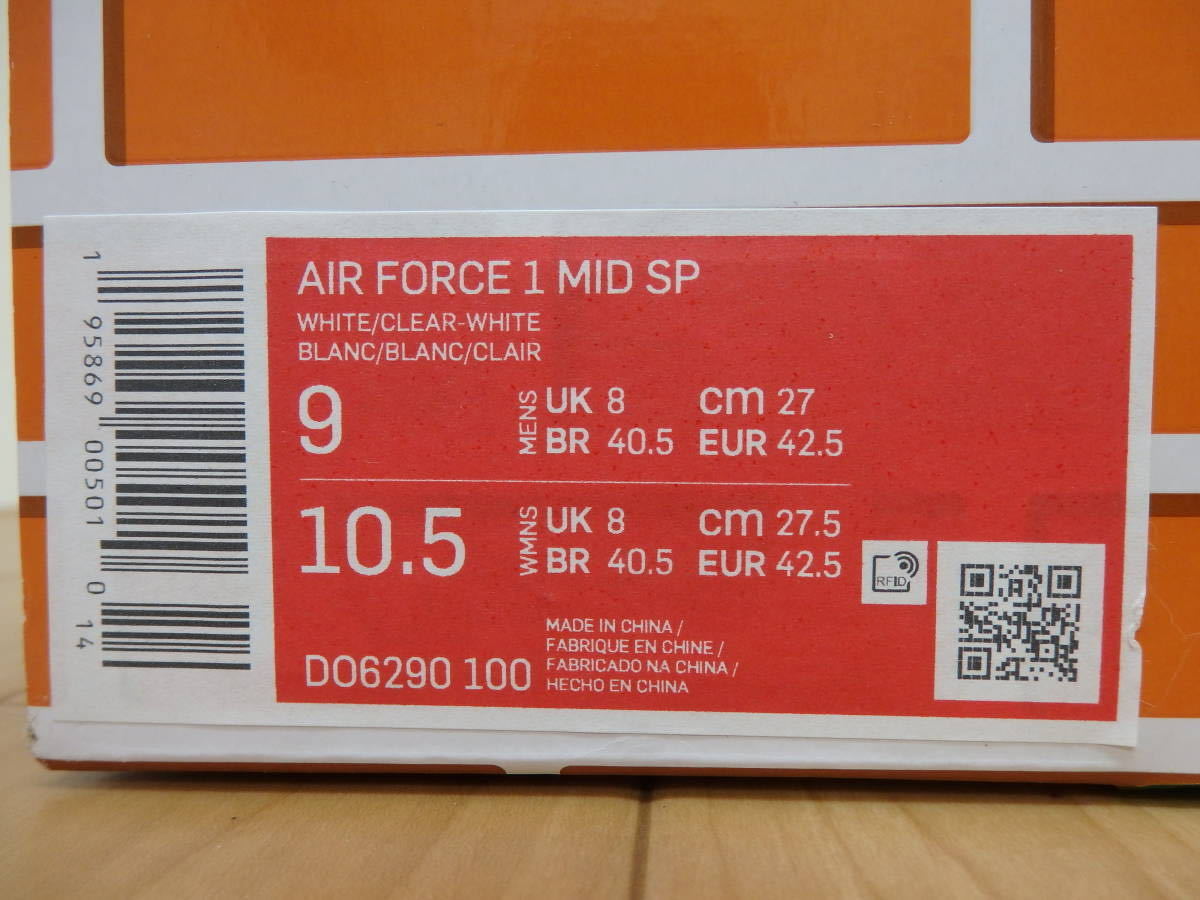 AIR FORCE 1 MID SP
WHITE/CLEAR-WHITE
BLANC/BLANC/CLAIR
9 MENS UK 8 cm 27
BR 40.5 EUR 42.5
10.5 WMNS UK 8 cm 27.5
BR 40.5 EUR 42.5
RFID
MADE IN CHINA /
FABRIQUE EN CHINE /
FABRICADO NA CHINA /
HECHO EN CHINA
DO6290 100
1 95869 00501 0 14